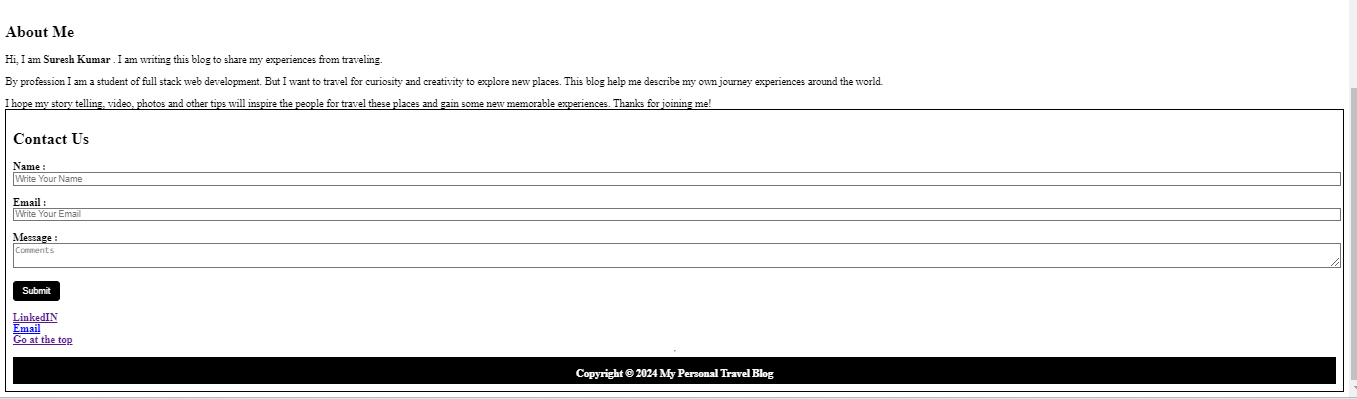 About Me
Hi, I am Suresh Kumar . I am writing this blog to share my experiences from traveling.
By profession I am a student of full stack web development. But I want to travel for curiosity and creativity to explore new places. This blog help me describe my own journey experiences around the world.
I hope my story telling, video, photos and other tips will inspire the people for travel these places and gain some new memorable experiences. Thanks for joining me!
Contact Us
Name :
Write Your Name
Email :
Write Your Email
Message :
Comments
Submit
LinkedIN
Email
Go at the top
.
Copyright © 2024 My Personal Travel Blog